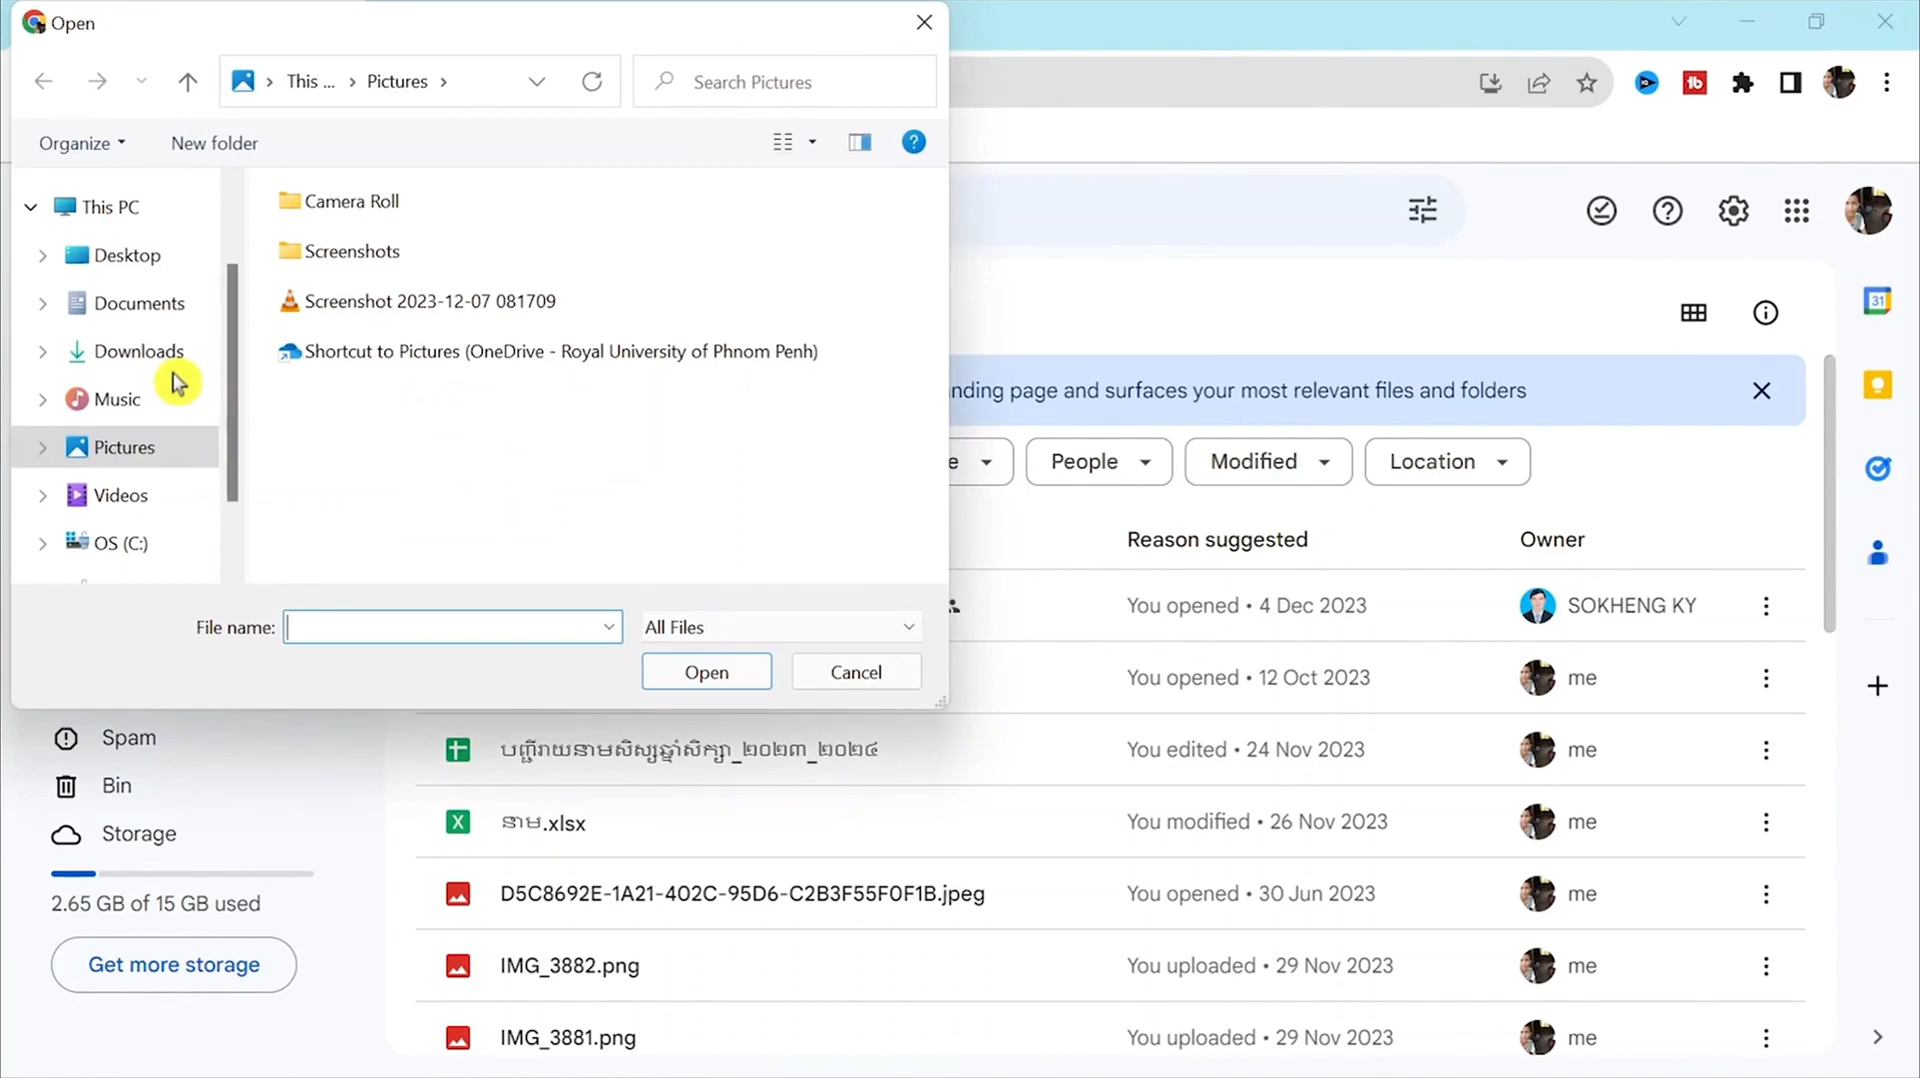 Open
This ... Pictures
Search Pictures
Organize
New folder
This PC
Desktop
Documents
Downloads
Music
Pictures
Videos
OS (C:)
Camera Roll
Screenshots
Screenshot 2023-12-07 081709
Shortcut to Pictures (OneDrive - Royal University of Phnom Penh)
File name:
All Files
Open
Cancel
nding page and surfaces your most relevant files and folders
e
People
Modified
Location
Reason suggested
Owner
You opened • 4 Dec 2023
SOKHENG KY
You opened • 12 Oct 2023
me
បញ្ជីរាយនាមសិស្សឆ្នាំសិក្សា_២០២៣_២០២៤
You edited • 24 Nov 2023
me
នាម.xlsx
You modified • 26 Nov 2023
me
D5C8692E-1A21-402C-95D6-C2B3F55F0F1B.jpeg
You opened • 30 Jun 2023
me
IMG_3882.png
You uploaded • 29 Nov 2023
me
IMG_3881.png
You uploaded • 29 Nov 2023
me
Spam
Bin
Storage
2.65 GB of 15 GB used
Get more storage
31
tb